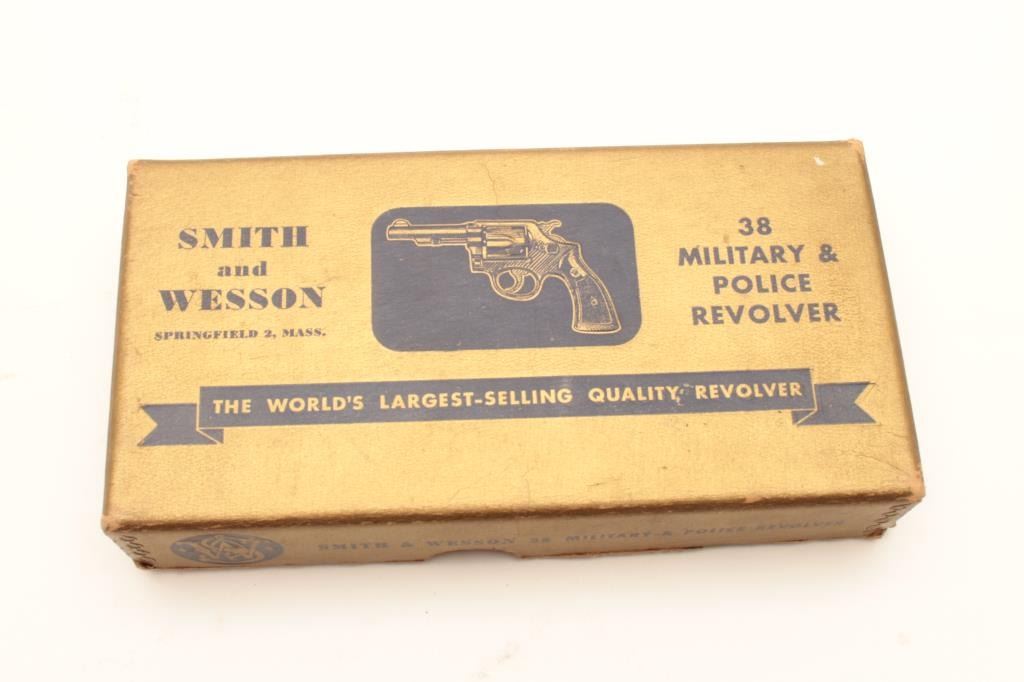 SMITH
and
WESSON
SPRINGFIELD 2, MASS.
38
MILITARY &
POLICE
REVOLVER
THE WORLD'S LARGEST-SELLING QUALITY REVOLVER
SMITH & WESSON 38 MILITARY & POLICE REVOLVER